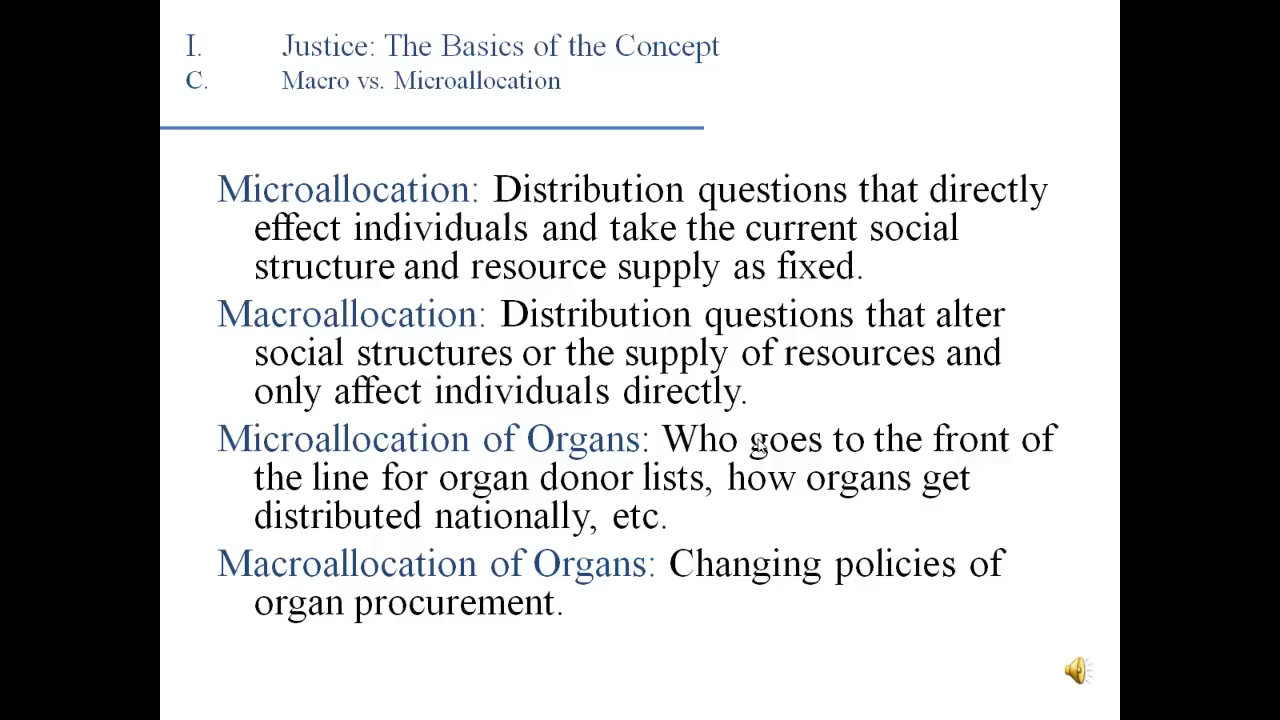 I. Justice: The Basics of the Concept
C. Macro vs. Microallocation
Microallocation: Distribution questions that directly
effect individuals and take the current social
structure and resource supply as fixed.
Macroallocation: Distribution questions that alter
social structures or the supply of resources and
only affect individuals directly.
Microallocation of Organs: Who goes to the front of
the line for organ donor lists, how organs get
distributed nationally, etc.
Macroallocation of Organs: Changing policies of
organ procurement.